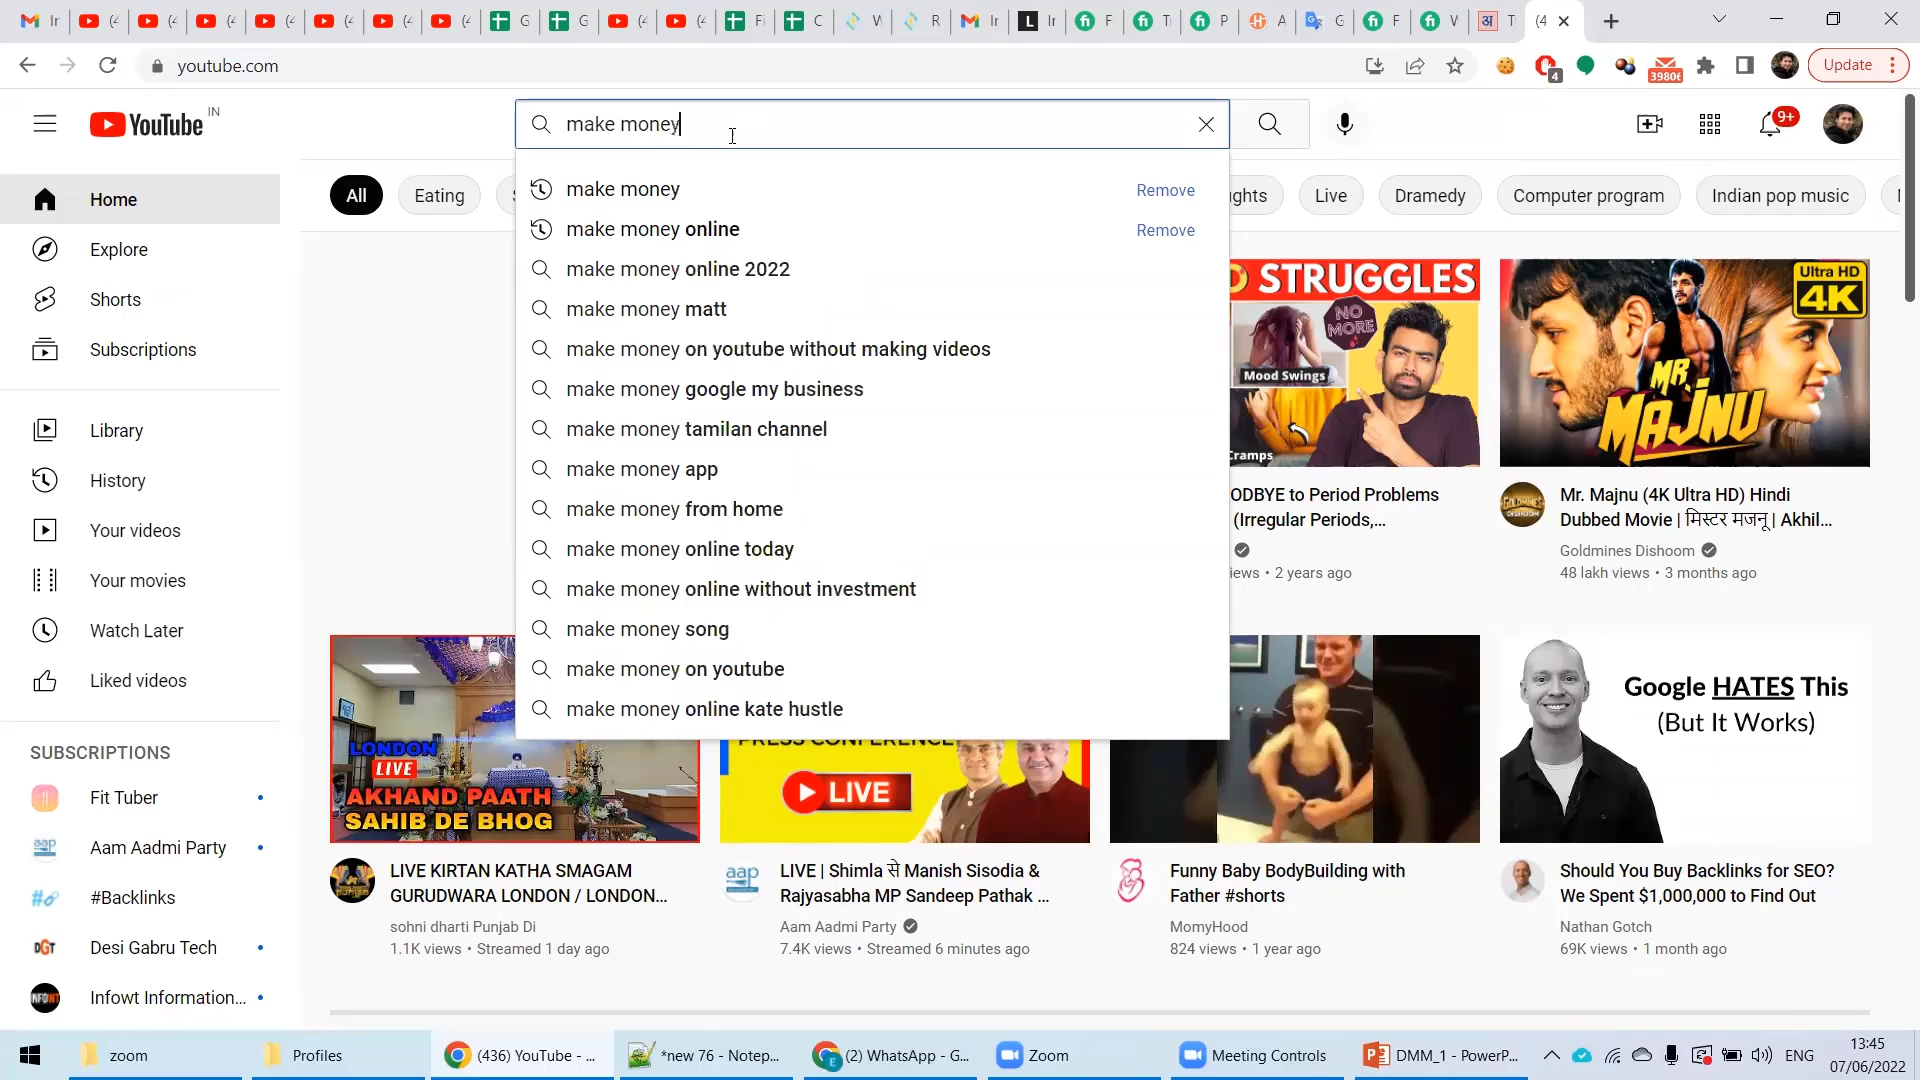 youtube.com
4
39806
Update
YouTube IN
make money
9+
Home
Explore
Shorts
Subscriptions
Library
History
Your videos
Your movies
Watch Later
Liked videos
SUBSCRIPTIONS
Fit Tuber
Aam Aadmi Party
#Backlinks
Desi Gabru Tech
Infowt Information...
All
Eating
Live
Dramedy
Computer program
Indian pop music
make money Remove
make money online Remove
make money online 2022
make money matt
make money on youtube without making videos
make money google my business
make money tamilan channel
make money app
make money from home
make money online today
make money online without investment
make money song
make money on youtube
make money online kate hustle
STRUGGLES
NO
MORE
Mood Swings
Cramps
ODBYE to Period Problems
(Irregular Periods,...
iews • 2 years ago
Ultra HD
4K
MR.
MAJNU
Mr. Majnu (4K Ultra HD) Hindi
Dubbed Movie | मिस्टर मजनू | Akhil...
Goldmines Dishoom
48 lakh views • 3 months ago
LONDON
LIVE
AKHAND PAATH
SAHIB DE BHOG
LIVE KIRTAN KATHA SMAGAM
GURUDWARA LONDON / LONDON...
sohni dharti Punjab Di
1.1K views • Streamed 1 day ago
PRESS CONFERENCE
LIVE
LIVE | Shimla से Manish Sisodia &
Rajyasabha MP Sandeep Pathak ...
Aam Aadmi Party
7.4K views • Streamed 6 minutes ago
Funny Baby BodyBuilding with
Father #shorts
MomyHood
824 views • 1 year ago
Google HATES This
(But It Works)
Should You Buy Backlinks for SEO?
We Spent $1,000,000 to Find Out
Nathan Gotch
69K views • 1 month ago
zoom
Profiles
(436) YouTube - ...
*new 76 - Notep...
(2) WhatsApp - G...
Zoom
Meeting Controls
DMM_1 - PowerP...
ENG
13:45
07/06/2022